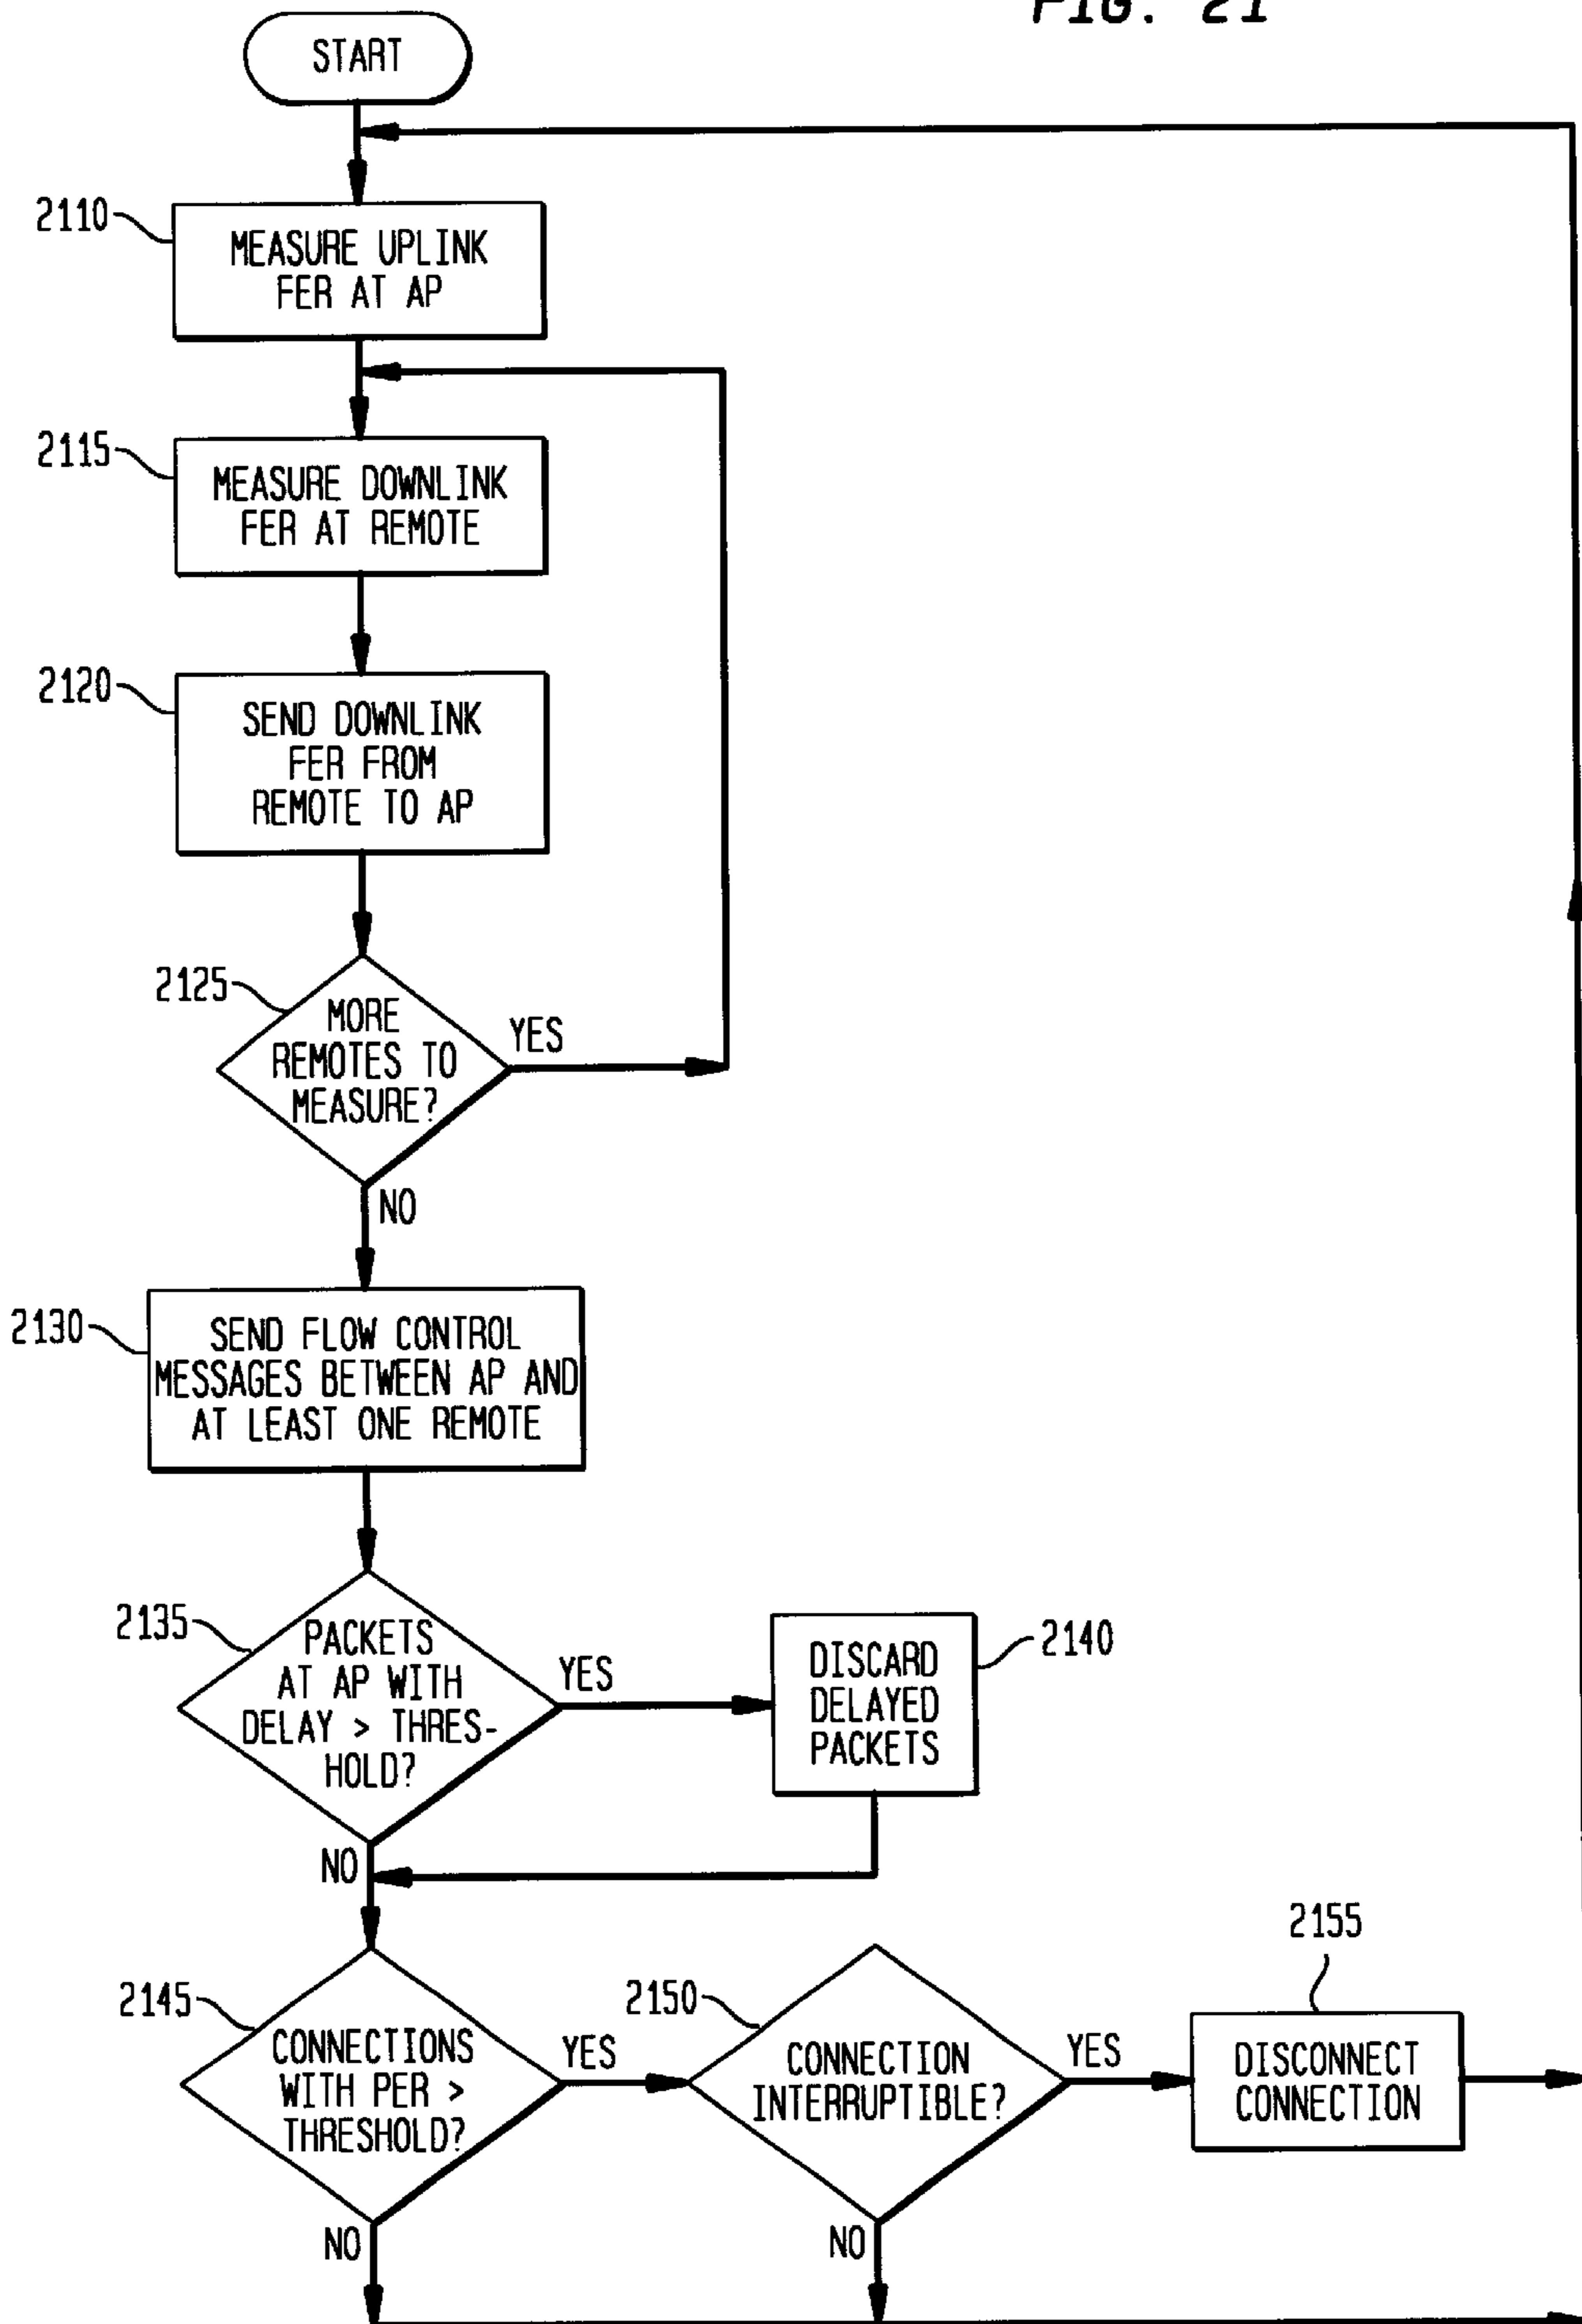 FIG. 21
START
2110
MEASURE UPLINK
FER AT AP
2115
MEASURE DOWNLINK
FER AT REMOTE
2120
SEND DOWNLINK
FER FROM
REMOTE TO AP
2125
MORE
REMOTES TO
MEASURE?
YES
NO
2130
SEND FLOW CONTROL
MESSAGES BETWEEN AP AND
AT LEAST ONE REMOTE
2135
PACKETS
AT AP WITH
DELAY > THRES-
HOLD?
YES
NO
2140
DISCARD
DELAYED
PACKETS
2145
CONNECTIONS
WITH PER >
THRESHOLD?
YES
NO
2150
CONNECTION
INTERRUPTIBLE?
YES
NO
2155
DISCONNECT
CONNECTION